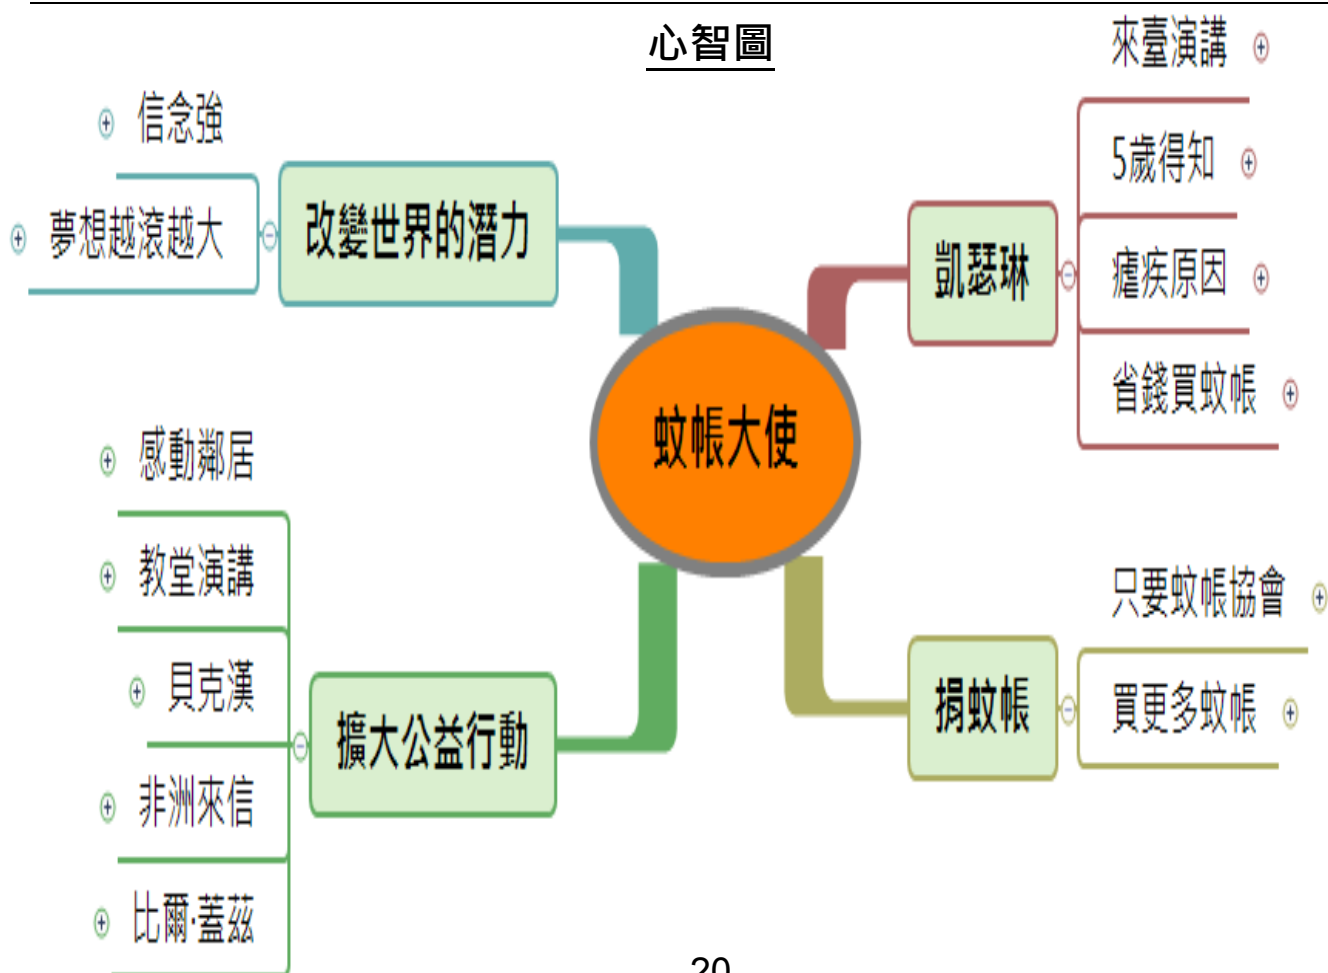 心智圖
蚊帳大使
凱瑟琳
來臺演講
5歲得知
瘧疾原因
省錢買蚊帳
捐蚊帳
只要蚊帳協會
買更多蚊帳
擴大公益行動
感動鄰居
教堂演講
貝克漢
非洲來信
比爾·蓋茲
改變世界的潛力
信念強
夢想越滾越大
20